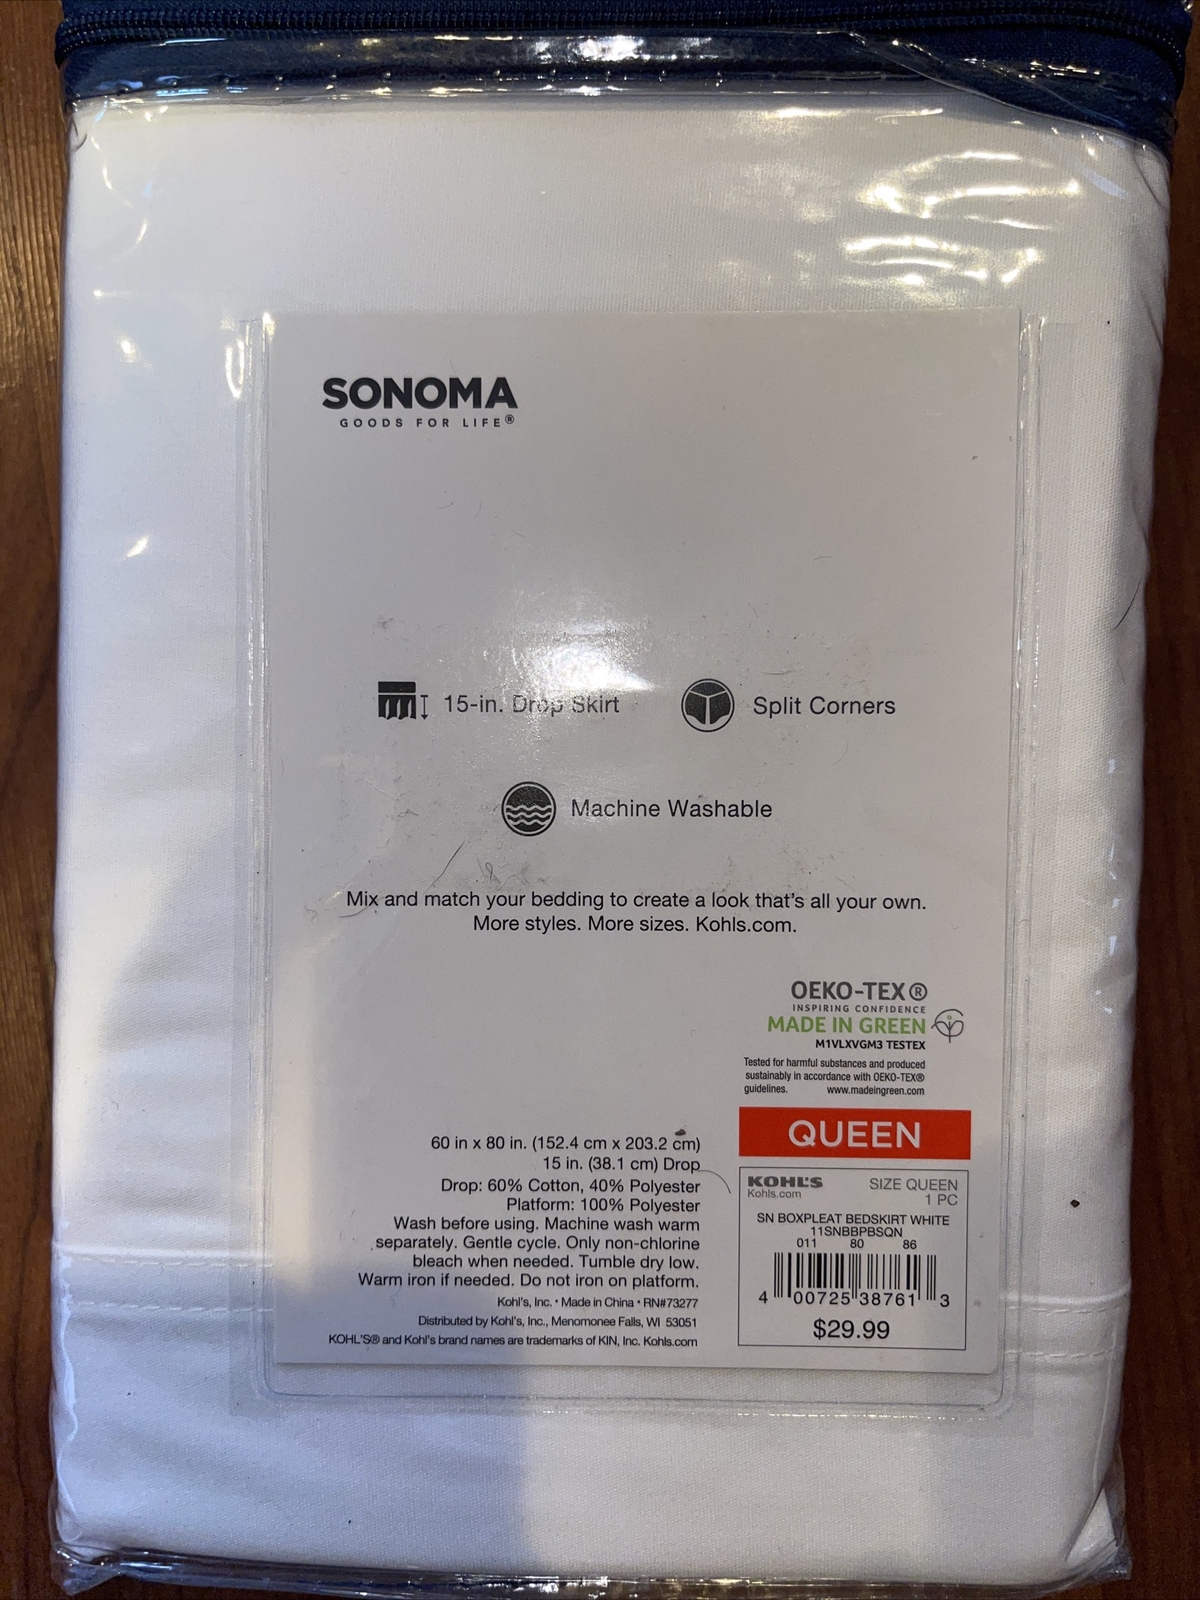 SONOMA
GOODS FOR LIFE®
15-in. Drop Skirt
Split Corners
Machine Washable
Mix and match your bedding to create a look that's all your own.
More styles. More sizes. Kohls.com.
OEKO-TEX®
INSPIRING CONFIDENCE
MADE IN GREEN
M1VLXVGM3 TESTEX
Tested for harmful substances and produced
sustainably in accordance with OEKO-TEX®
guidelines. www.madeingreen.com
QUEEN
60 in x 80 in. (152.4 cm x 203.2 cm)
15 in. (38.1 cm) Drop
Drop: 60% Cotton, 40% Polyester
Platform: 100% Polyester
Wash before using. Machine wash warm
separately. Gentle cycle. Only non-chlorine
bleach when needed. Tumble dry low.
Warm iron if needed. Do not iron on platform.
Kohl's, Inc. • Made in China • RN#73277
Distributed by Kohl's, Inc., Menomonee Falls, WI 53051
KOHL'S® and Kohl's brand names are trademarks of KIN, Inc. Kohls.com
KOHL'S SIZE QUEEN
Kohls.com 1 PC
SN BOXPLEAT BEDSKIRT WHITE
11SNBBPBSQN
011 80 86
4 00725 38761 3
$29.99